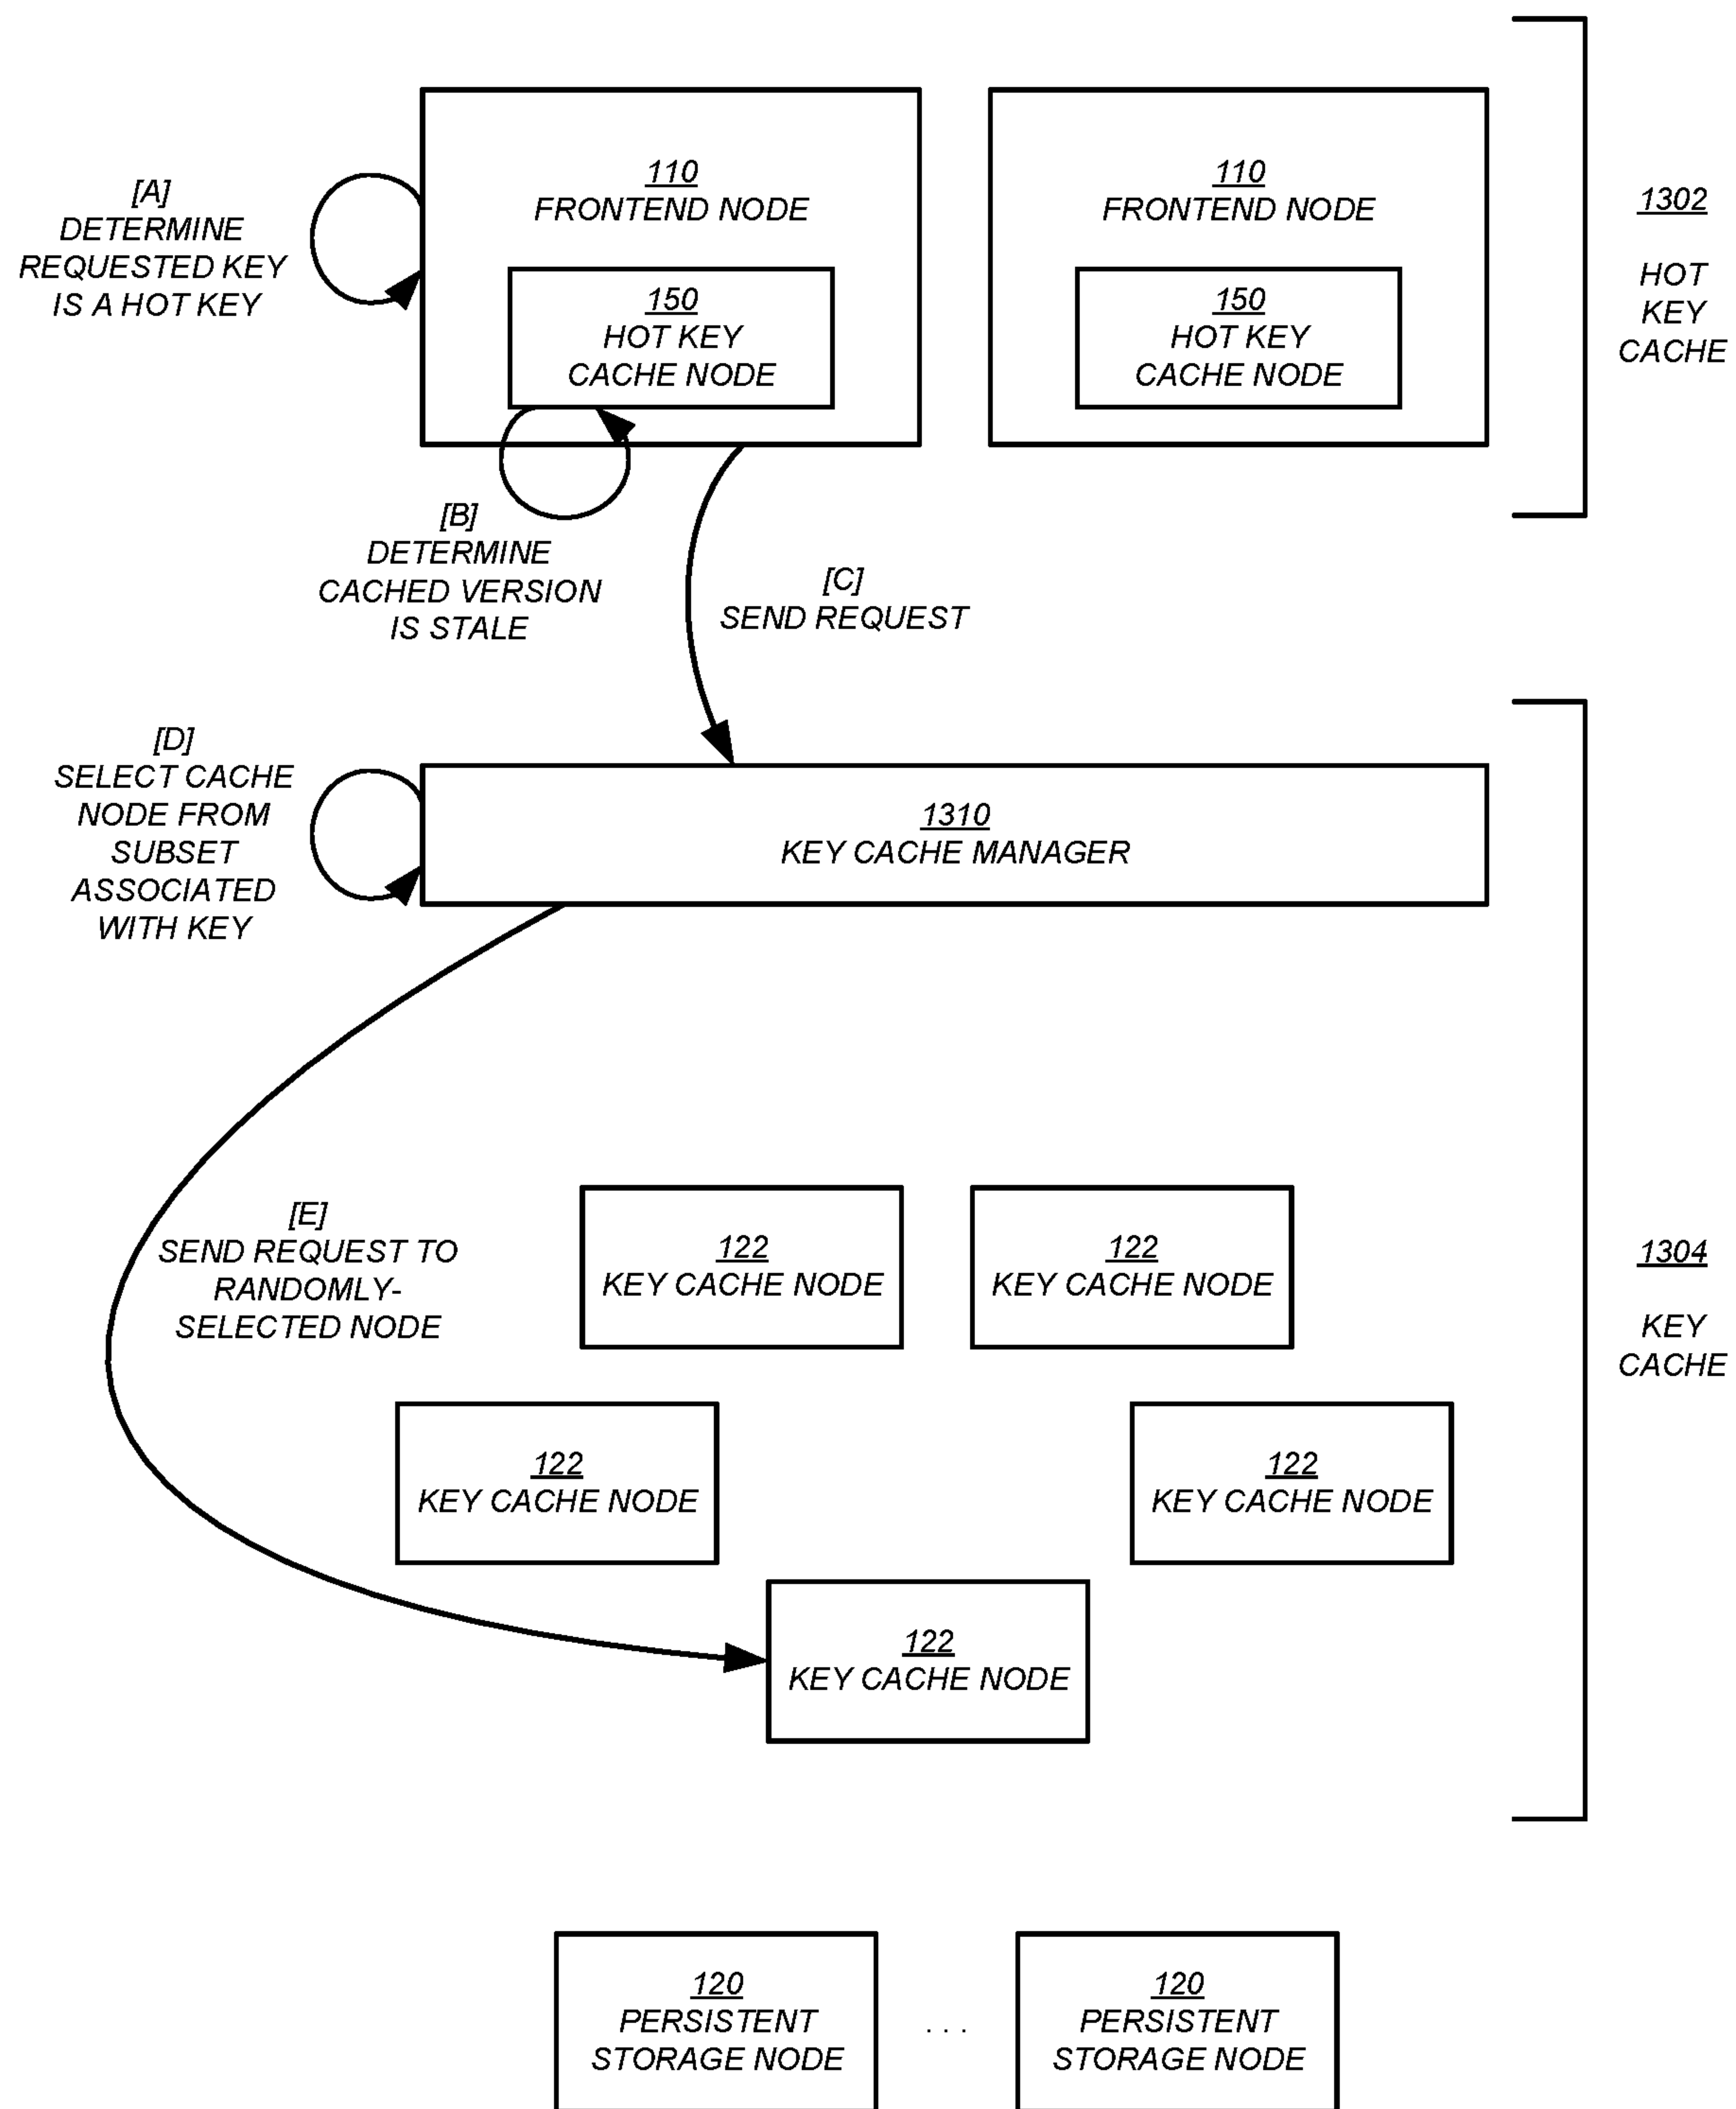 110
FRONTEND NODE
150
HOT KEY
CACHE NODE
110
FRONTEND NODE
150
HOT KEY
CACHE NODE
1302
HOT
KEY
CACHE
[A]
DETERMINE
REQUESTED KEY
IS A HOT KEY
[B]
DETERMINE
CACHED VERSION
IS STALE
[C]
SEND REQUEST
[D]
SELECT CACHE
NODE FROM
SUBSET
ASSOCIATED
WITH KEY
1310
KEY CACHE MANAGER
[E]
SEND REQUEST TO
RANDOMLY-
SELECTED NODE
122
KEY CACHE NODE
122
KEY CACHE NODE
1304
KEY
CACHE
122
KEY CACHE NODE
122
KEY CACHE NODE
122
KEY CACHE NODE
120
PERSISTENT
STORAGE NODE
. . .
120
PERSISTENT
STORAGE NODE